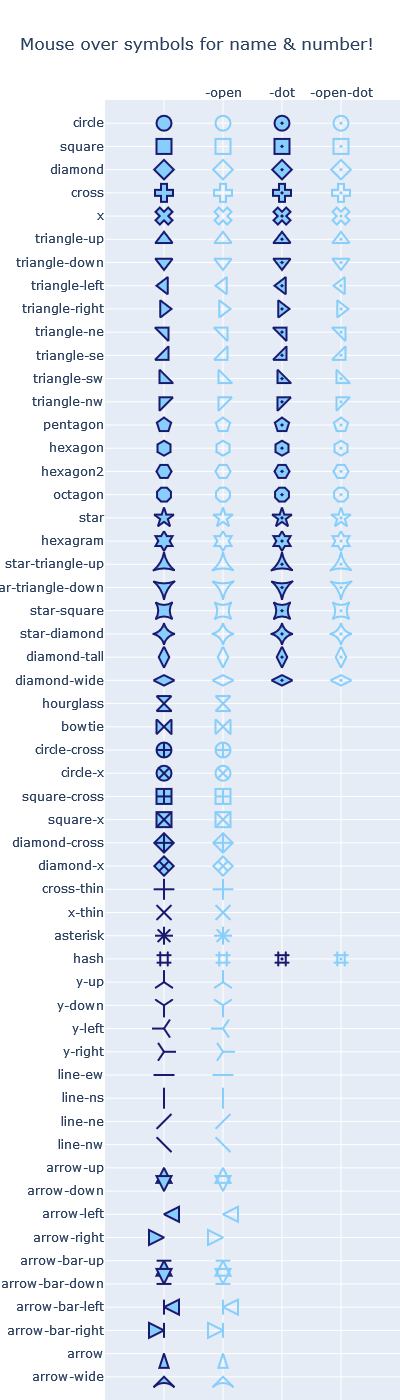 Mouse over symbols for name & number!
-open -dot -open-dot
circle
square
diamond
cross
x
triangle-up
triangle-down
triangle-left
triangle-right
triangle-ne
triangle-se
triangle-sw
triangle-nw
pentagon
hexagon
hexagon2
octagon
star
hexagram
star-triangle-up
ar-triangle-down
star-square
star-diamond
diamond-tall
diamond-wide
hourglass
bowtie
circle-cross
circle-x
square-cross
square-x
diamond-cross
diamond-x
cross-thin
x-thin
asterisk
hash
y-up
y-down
y-left
y-right
line-ew
line-ns
line-ne
line-nw
arrow-up
arrow-down
arrow-left
arrow-right
arrow-bar-up
arrow-bar-down
arrow-bar-left
arrow-bar-right
arrow
arrow-wide